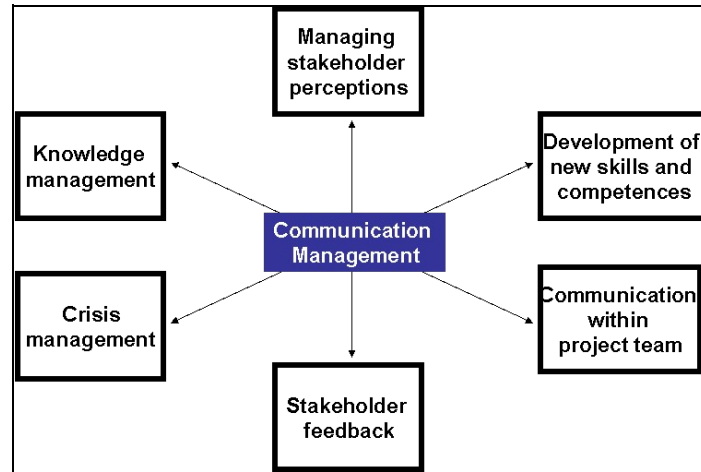 Managing
stakeholder
perceptions
Knowledge
management
Development of
new skills and
competences
Communication
Management
Crisis
management
Communication
within
project team
Stakeholder
feedback